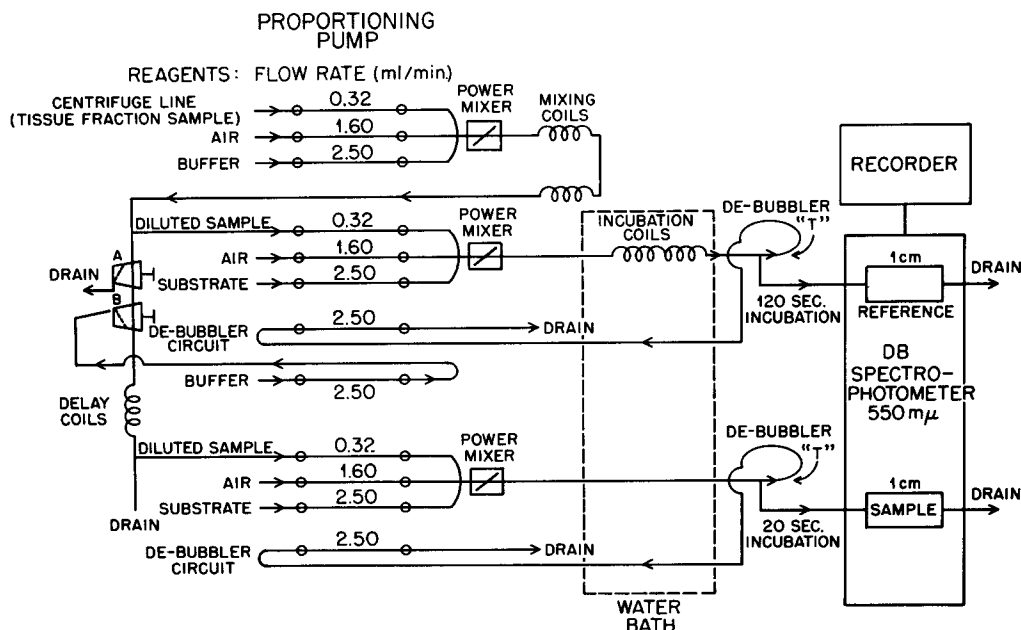 PROPORTIONING
PUMP
REAGENTS: FLOW RATE (ml/min.)
CENTRIFUGE LINE
(TISSUE FRACTION SAMPLE)
0.32
AIR
1.60
BUFFER
2.50
POWER
MIXER
MIXING
COILS
RECORDER
DILUTED SAMPLE
0.32
AIR
1.60
SUBSTRATE
2.50
POWER
MIXER
INCUBATION
COILS
DE-BUBBLER
"T"
A
DRAIN
B
120 SEC.
INCUBATION
1cm
REFERENCE
DRAIN
DE-BUBBLER
CIRCUIT
2.50
DRAIN
BUFFER
2.50
DB
SPECTRO-
PHOTOMETER
550 mμ
DELAY
COILS
DILUTED SAMPLE
0.32
AIR
1.60
SUBSTRATE
2.50
POWER
MIXER
DE-BUBBLER
"T"
DRAIN
20 SEC.
INCUBATION
1cm
SAMPLE
DRAIN
DE-BUBBLER
CIRCUIT
2.50
DRAIN
WATER
BATH